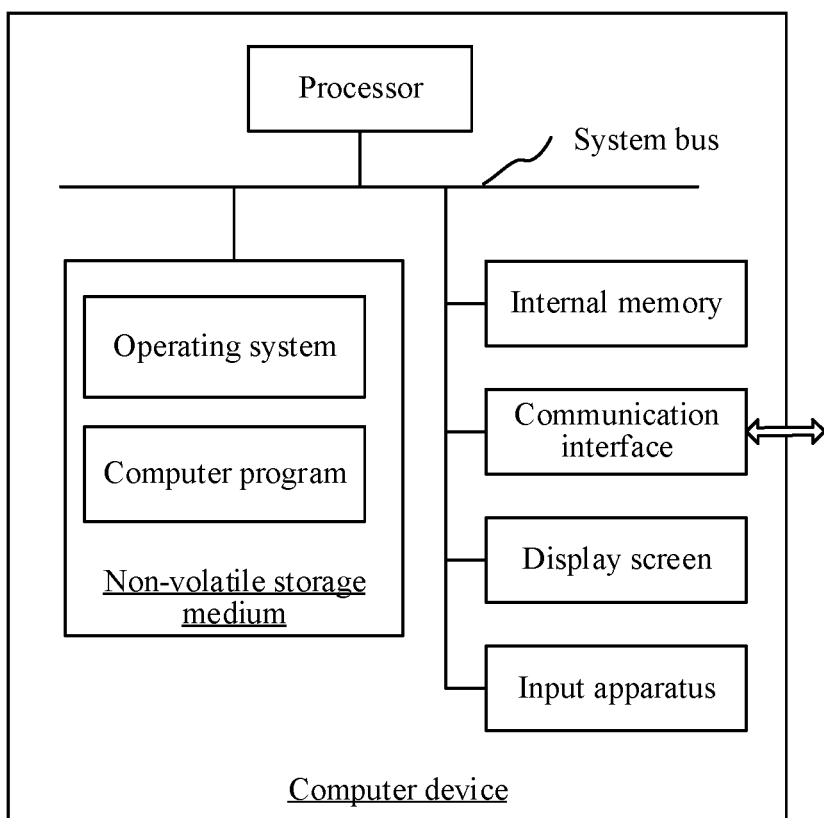 Processor
System bus
Operating system
Computer program
Non-volatile storage
medium
Internal memory
Communication
interface
Display screen
Input apparatus
Computer device